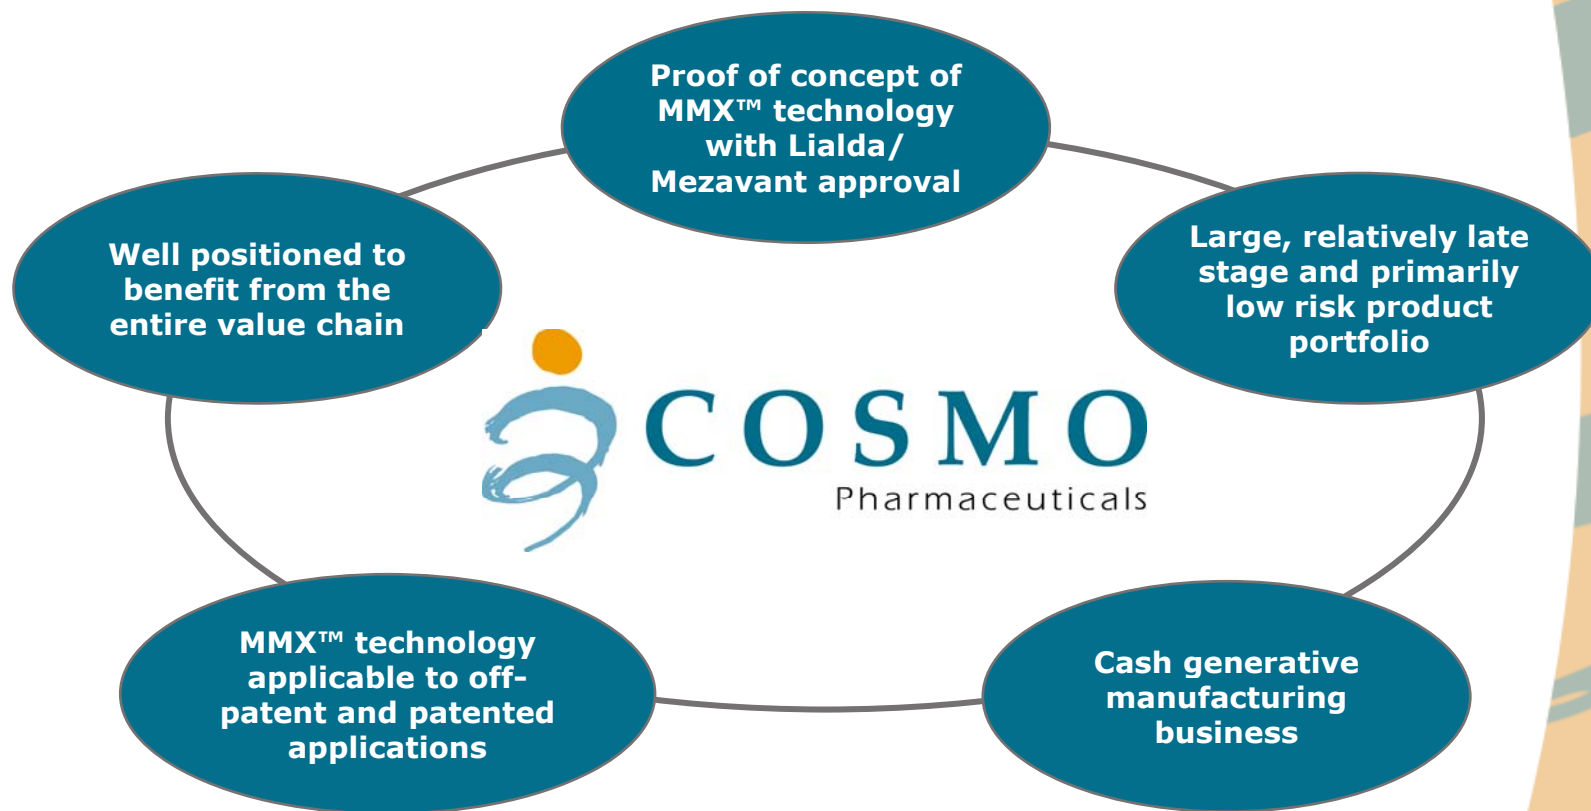 Proof of concept of
MMX™ technology
with Lialda/
Mezavant approval
Well positioned to
benefit from the
entire value chain
Large, relatively late
stage and primarily
low risk product
portfolio
COSMO
Pharmaceuticals
MMX™ technology
applicable to off–
patent and patented
applications
Cash generative
manufacturing
business